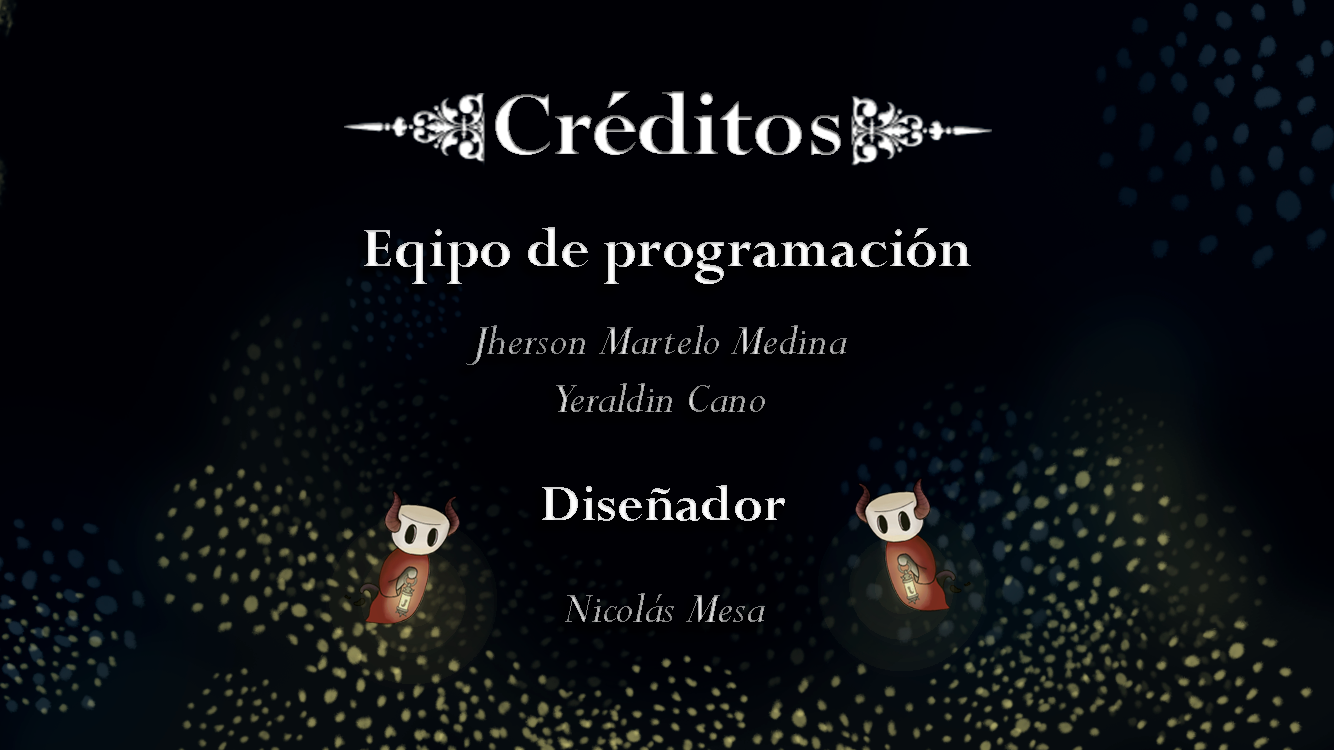 Créditos
Eqipo de programación
Jherson Martelo Medina
Yeraldin Cano
Diseñador
Nicolás Mesa